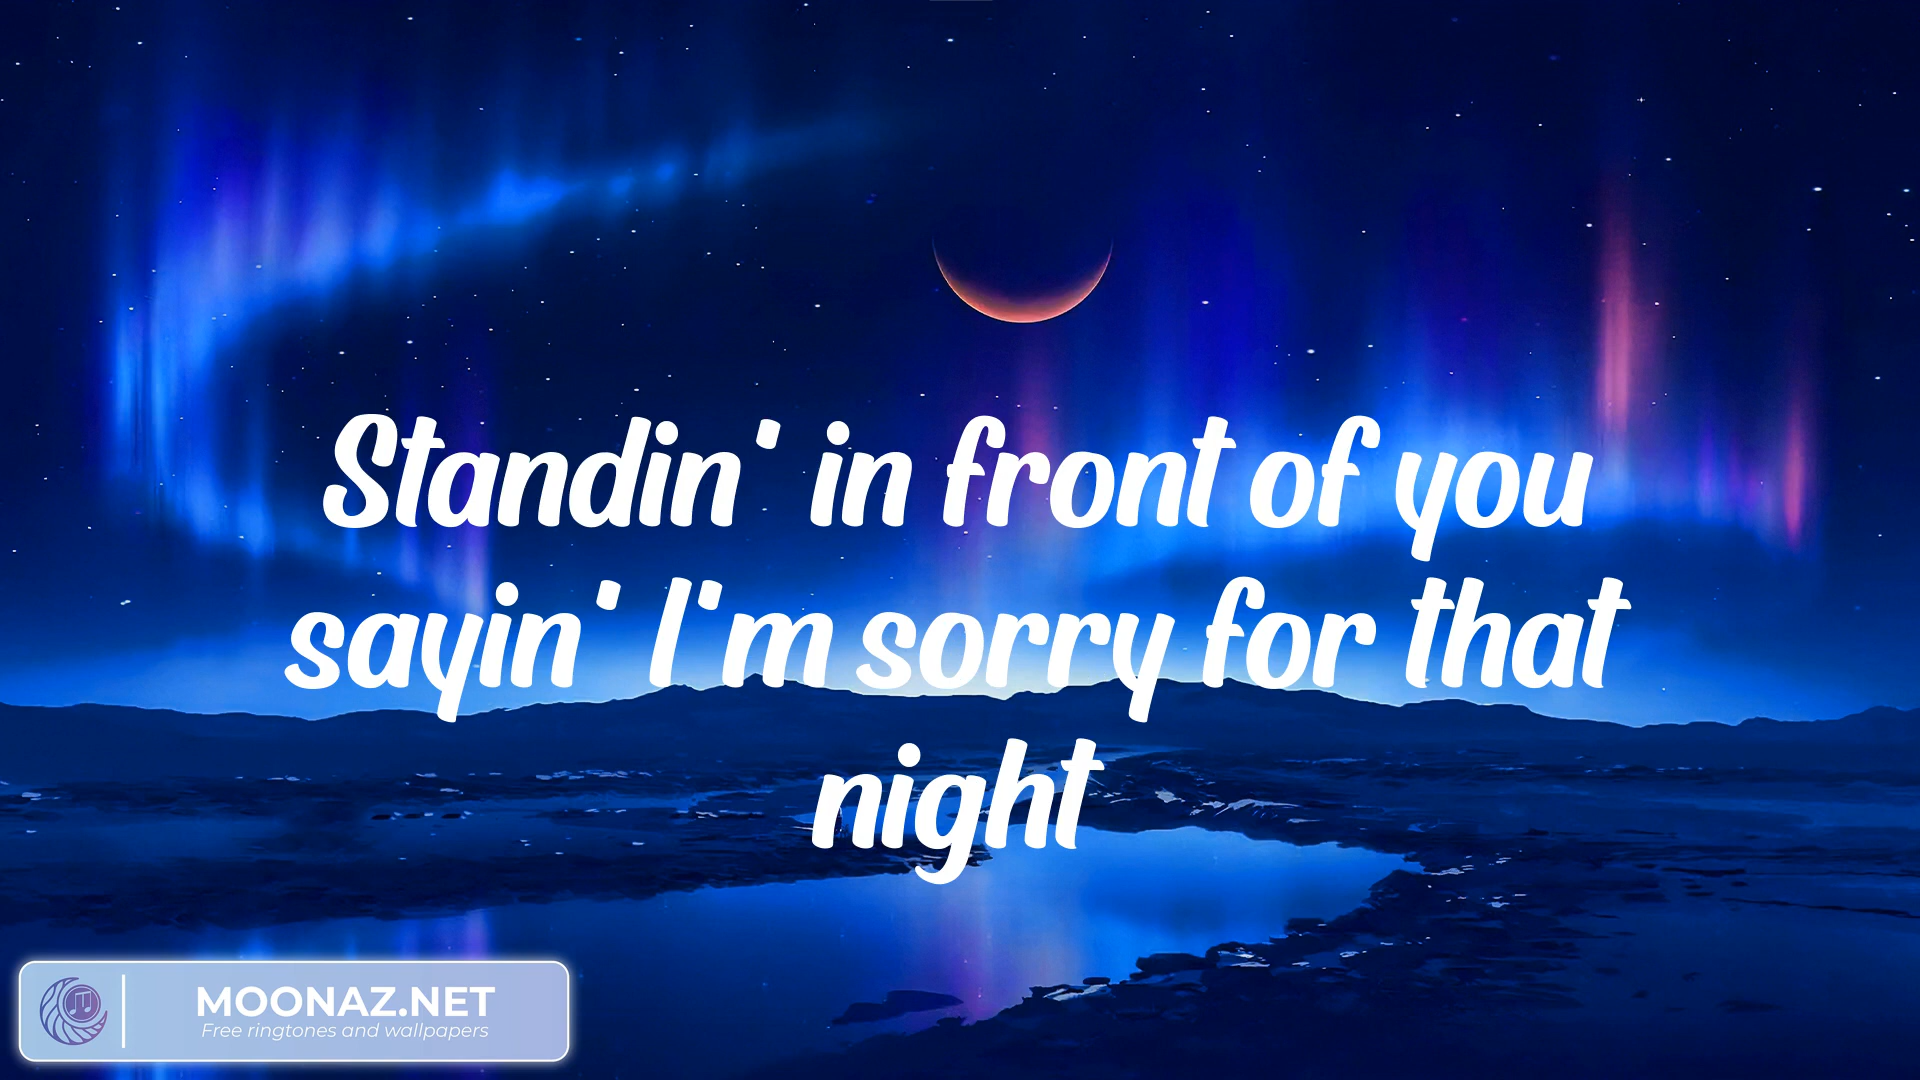 Standin' in front of you
sayin' I'm sorry for that
night
MOONAZ.NET
Free ringtones and wallpapers